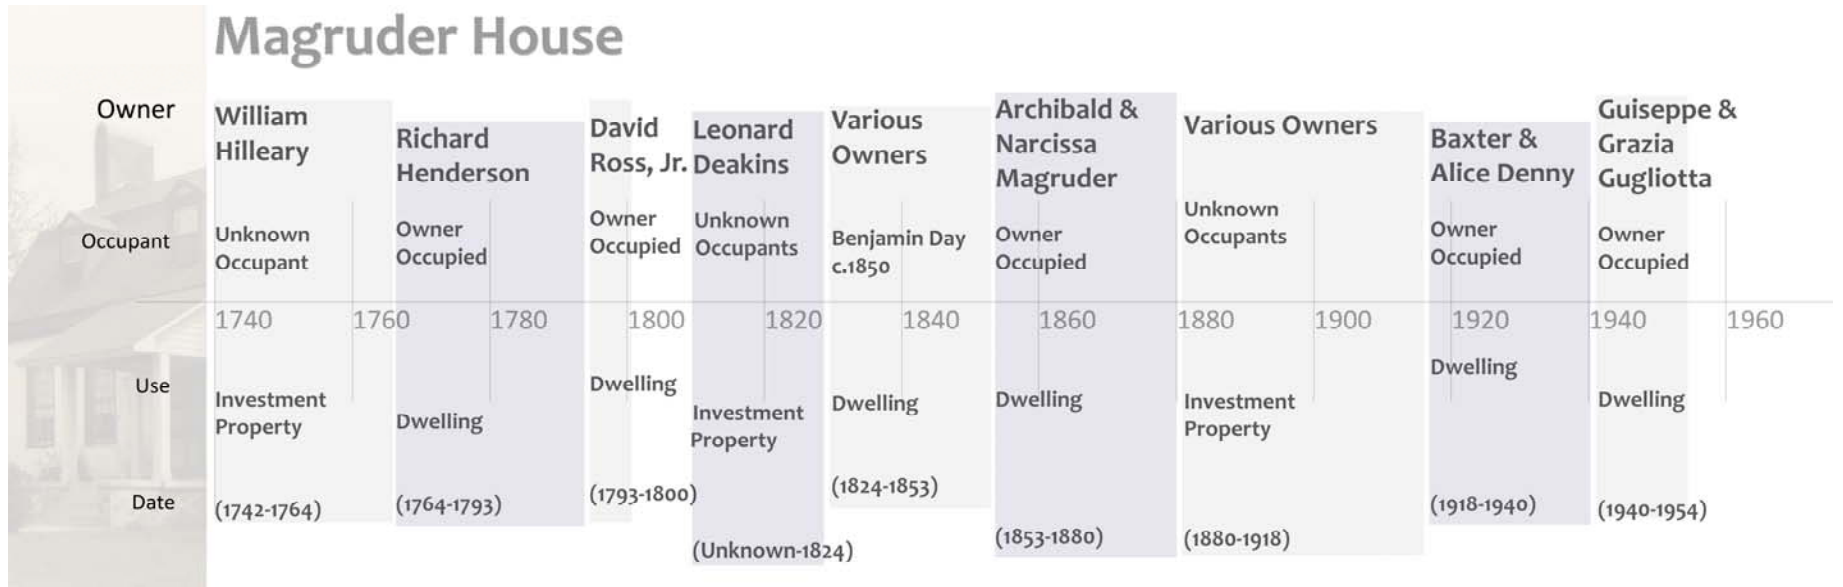 Magruder House
Owner
William
Hilleary
Richard
Henderson
David
Ross, Jr.
Leonard
Deakins
Various
Owners
Archibald &
Narcissa
Magruder
Various Owners
Baxter &
Alice Denny
Guiseppe &
Grazia
Gugliotta
Occupant
Unknown
Occupant
Owner
Occupied
Owner
Occupied
Unknown
Occupants
Benjamin Day
c.1850
Owner
Occupied
Unknown
Occupants
Owner
Occupied
Owner
Occupied
1740
1760
1780
1800
1820
1840
1860
1880
1900
1920
1940
1960
Use
Investment
Property
Dwelling
Dwelling
Investment
Property
Dwelling
Dwelling
Investment
Property
Dwelling
Dwelling
Date
(1742-1764)
(1764-1793)
(1793-1800)
(Unknown-1824)
(1824-1853)
(1853-1880)
(1880-1918)
(1918-1940)
(1940-1954)